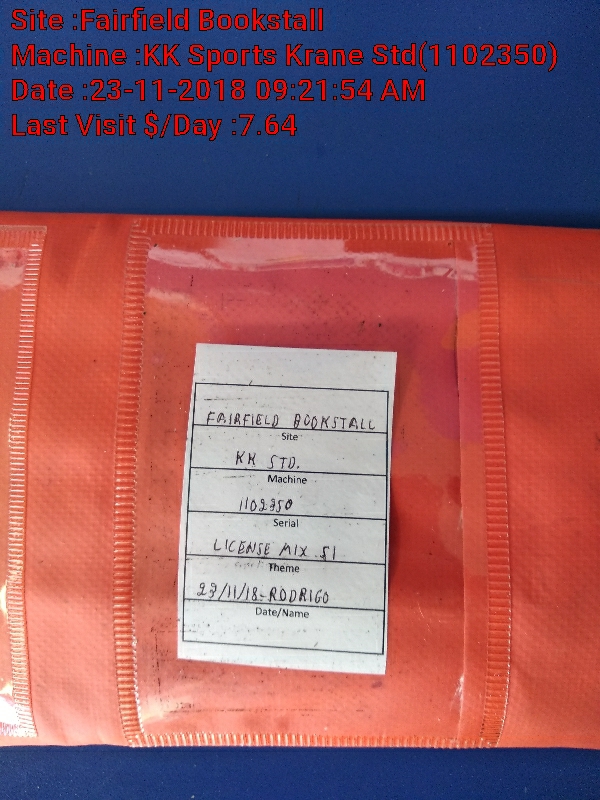 Site :Fairfield Bookstall
Machine :KK Sports Krane Std(1102350)
Date :23-11-2018 09:21:54 AM
Last Visit $/Day :7.64
FAIRFIELD BOOKSTALL
Site
KK STD.
Machine
1102350
Serial
LICENSE MIX $1
Theme
23/11/18-RODRIGO
Date/Name